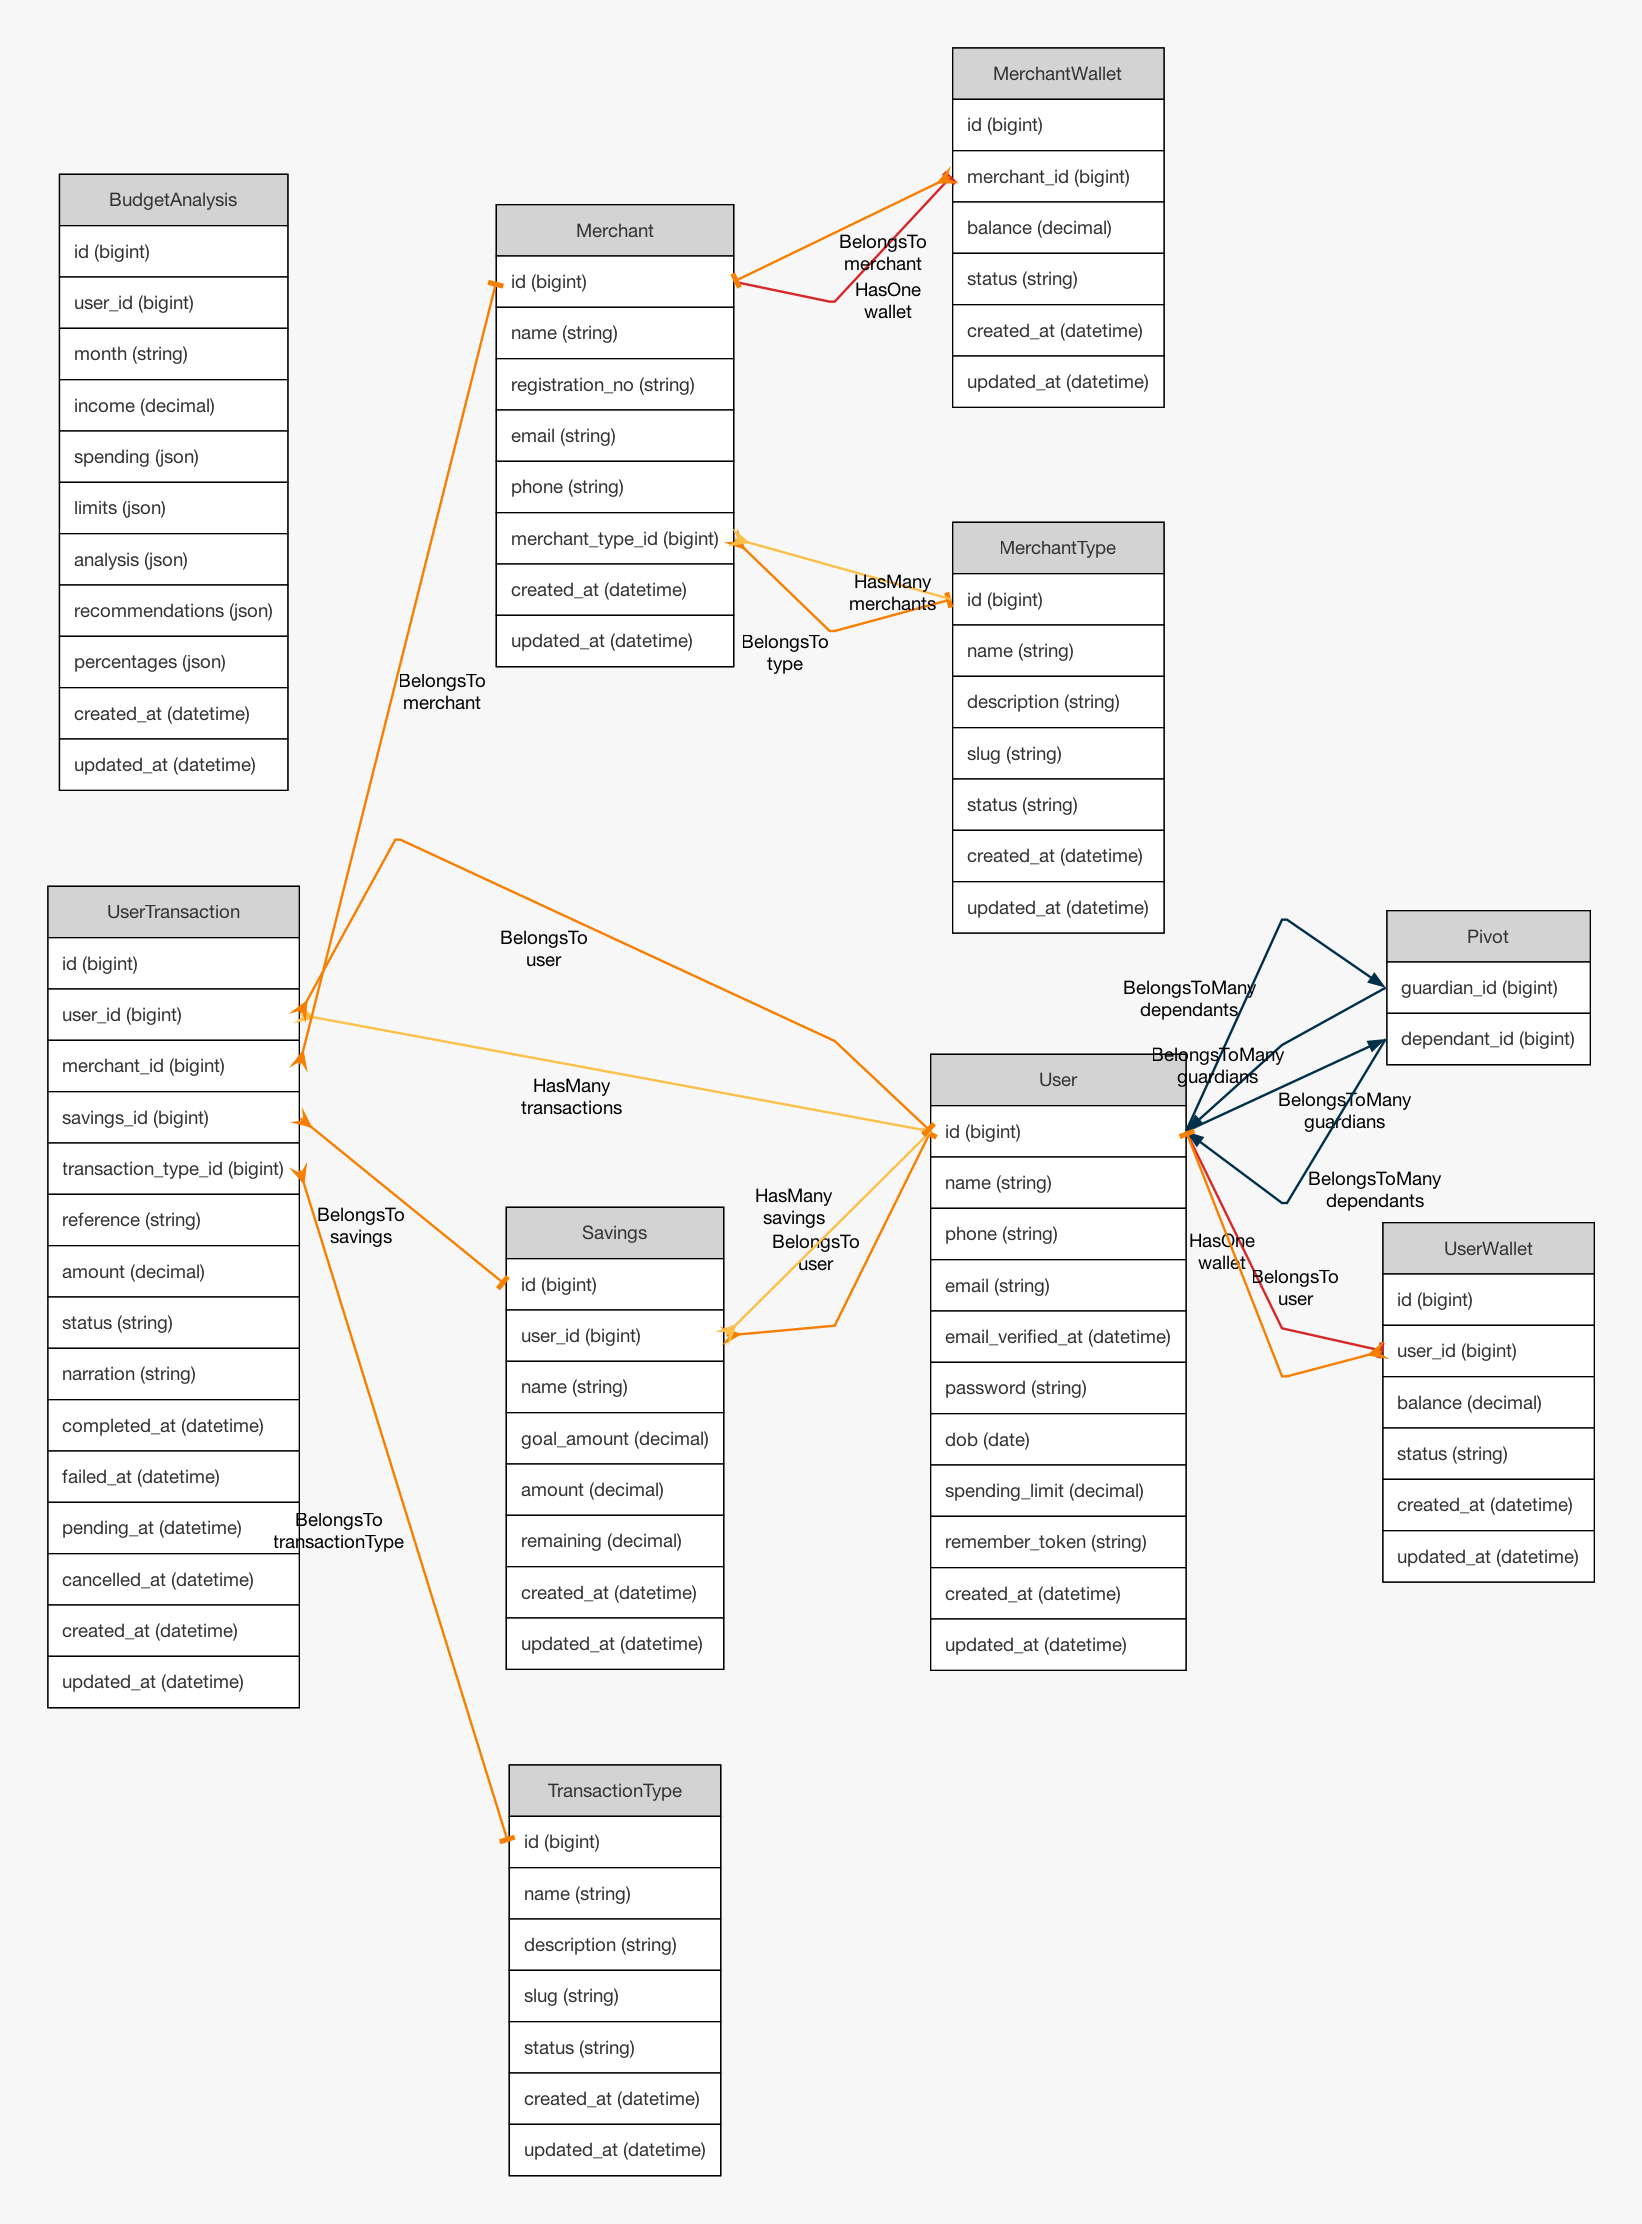 MerchantWallet
id (bigint)
merchant_id (bigint)
balance (decimal)
status (string)
created_at (datetime)
updated_at (datetime)
BudgetAnalysis
id (bigint)
user_id (bigint)
month (string)
income (decimal)
spending (json)
limits (json)
analysis (json)
recommendations (json)
percentages (json)
created_at (datetime)
updated_at (datetime)
Merchant
id (bigint)
name (string)
registration_no (string)
email (string)
phone (string)
merchant_type_id (bigint)
created_at (datetime)
updated_at (datetime)
BelongsTo
merchant
HasOne
wallet
MerchantType
id (bigint)
name (string)
description (string)
slug (string)
status (string)
created_at (datetime)
updated_at (datetime)
HasMany
merchants
BelongsTo
type
BelongsTo
merchant
UserTransaction
id (bigint)
user_id (bigint)
merchant_id (bigint)
savings_id (bigint)
transaction_type_id (bigint)
reference (string)
amount (decimal)
status (string)
narration (string)
completed_at (datetime)
failed_at (datetime)
pending_at (datetime)
cancelled_at (datetime)
created_at (datetime)
updated_at (datetime)
BelongsTo
user
HasMany
transactions
BelongsTo
savings
BelongsTo
transactionType
Savings
id (bigint)
user_id (bigint)
name (string)
goal_amount (decimal)
amount (decimal)
remaining (decimal)
created_at (datetime)
updated_at (datetime)
HasMany
savings
BelongsTo
user
User
id (bigint)
name (string)
phone (string)
email (string)
email_verified_at (datetime)
password (string)
dob (date)
spending_limit (decimal)
remember_token (string)
created_at (datetime)
updated_at (datetime)
BelongsToMany
dependants
BelongsToMany
guardians
BelongsToMany
guardians
BelongsToMany
dependants
HasOne
wallet
BelongsTo
user
Pivot
guardian_id (bigint)
dependant_id (bigint)
UserWallet
id (bigint)
user_id (bigint)
balance (decimal)
status (string)
created_at (datetime)
updated_at (datetime)
TransactionType
id (bigint)
name (string)
description (string)
slug (string)
status (string)
created_at (datetime)
updated_at (datetime)